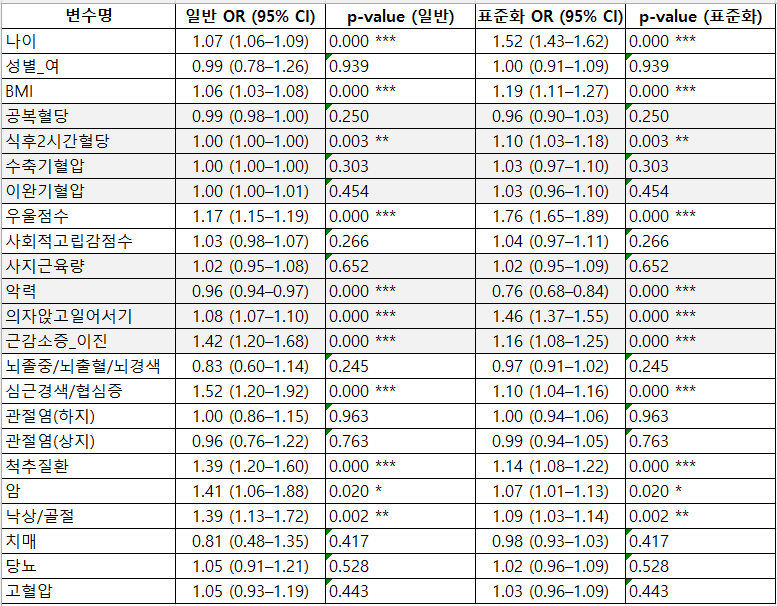 변수명 일반 OR (95% CI) p-value (일반) 표준화 OR (95% CI) p-value (표준화)
나이 1.07 (1.06–1.09) 0.000 *** 1.52 (1.43–1.62) 0.000 ***
성별_여 0.99 (0.78–1.26) 0.939 1.00 (0.91–1.09) 0.939
BMI 1.06 (1.03–1.08) 0.000 *** 1.19 (1.11–1.27) 0.000 ***
공복혈당 0.99 (0.98–1.00) 0.250 0.96 (0.90–1.03) 0.250
식후2시간혈당 1.00 (1.00–1.00) 0.003 ** 1.10 (1.03–1.18) 0.003 **
수축기혈압 1.00 (1.00–1.00) 0.303 1.03 (0.97–1.10) 0.303
이완기혈압 1.00 (1.00–1.01) 0.454 1.03 (0.96–1.10) 0.454
우울점수 1.17 (1.15–1.19) 0.000 *** 1.76 (1.65–1.89) 0.000 ***
사회적고립감점수 1.03 (0.98–1.07) 0.266 1.04 (0.97–1.11) 0.266
사지근육량 1.02 (0.95–1.08) 0.652 1.02 (0.95–1.09) 0.652
악력 0.96 (0.94–0.97) 0.000 *** 0.76 (0.68–0.84) 0.000 ***
의자앉고일어서기 1.08 (1.07–1.10) 0.000 *** 1.46 (1.37–1.55) 0.000 ***
근감소증_이진 1.42 (1.20–1.68) 0.000 *** 1.16 (1.08–1.25) 0.000 ***
뇌졸중/뇌출혈/뇌경색 0.83 (0.60–1.14) 0.245 0.97 (0.91–1.02) 0.245
심근경색/협심증 1.52 (1.20–1.92) 0.000 *** 1.10 (1.04–1.16) 0.000 ***
관절염(하지) 1.00 (0.86–1.15) 0.963 1.00 (0.94–1.06) 0.963
관절염(상지) 0.96 (0.76–1.22) 0.763 0.99 (0.94–1.05) 0.763
척추질환 1.39 (1.20–1.60) 0.000 *** 1.14 (1.08–1.22) 0.000 ***
암 1.41 (1.06–1.88) 0.020 * 1.07 (1.01–1.13) 0.020 *
낙상/골절 1.39 (1.13–1.72) 0.002 ** 1.09 (1.03–1.14) 0.002 **
치매 0.81 (0.48–1.35) 0.417 0.98 (0.93–1.03) 0.417
당뇨 1.05 (0.91–1.21) 0.528 1.02 (0.96–1.09) 0.528
고혈압 1.05 (0.93–1.19) 0.443 1.03 (0.96–1.09) 0.443